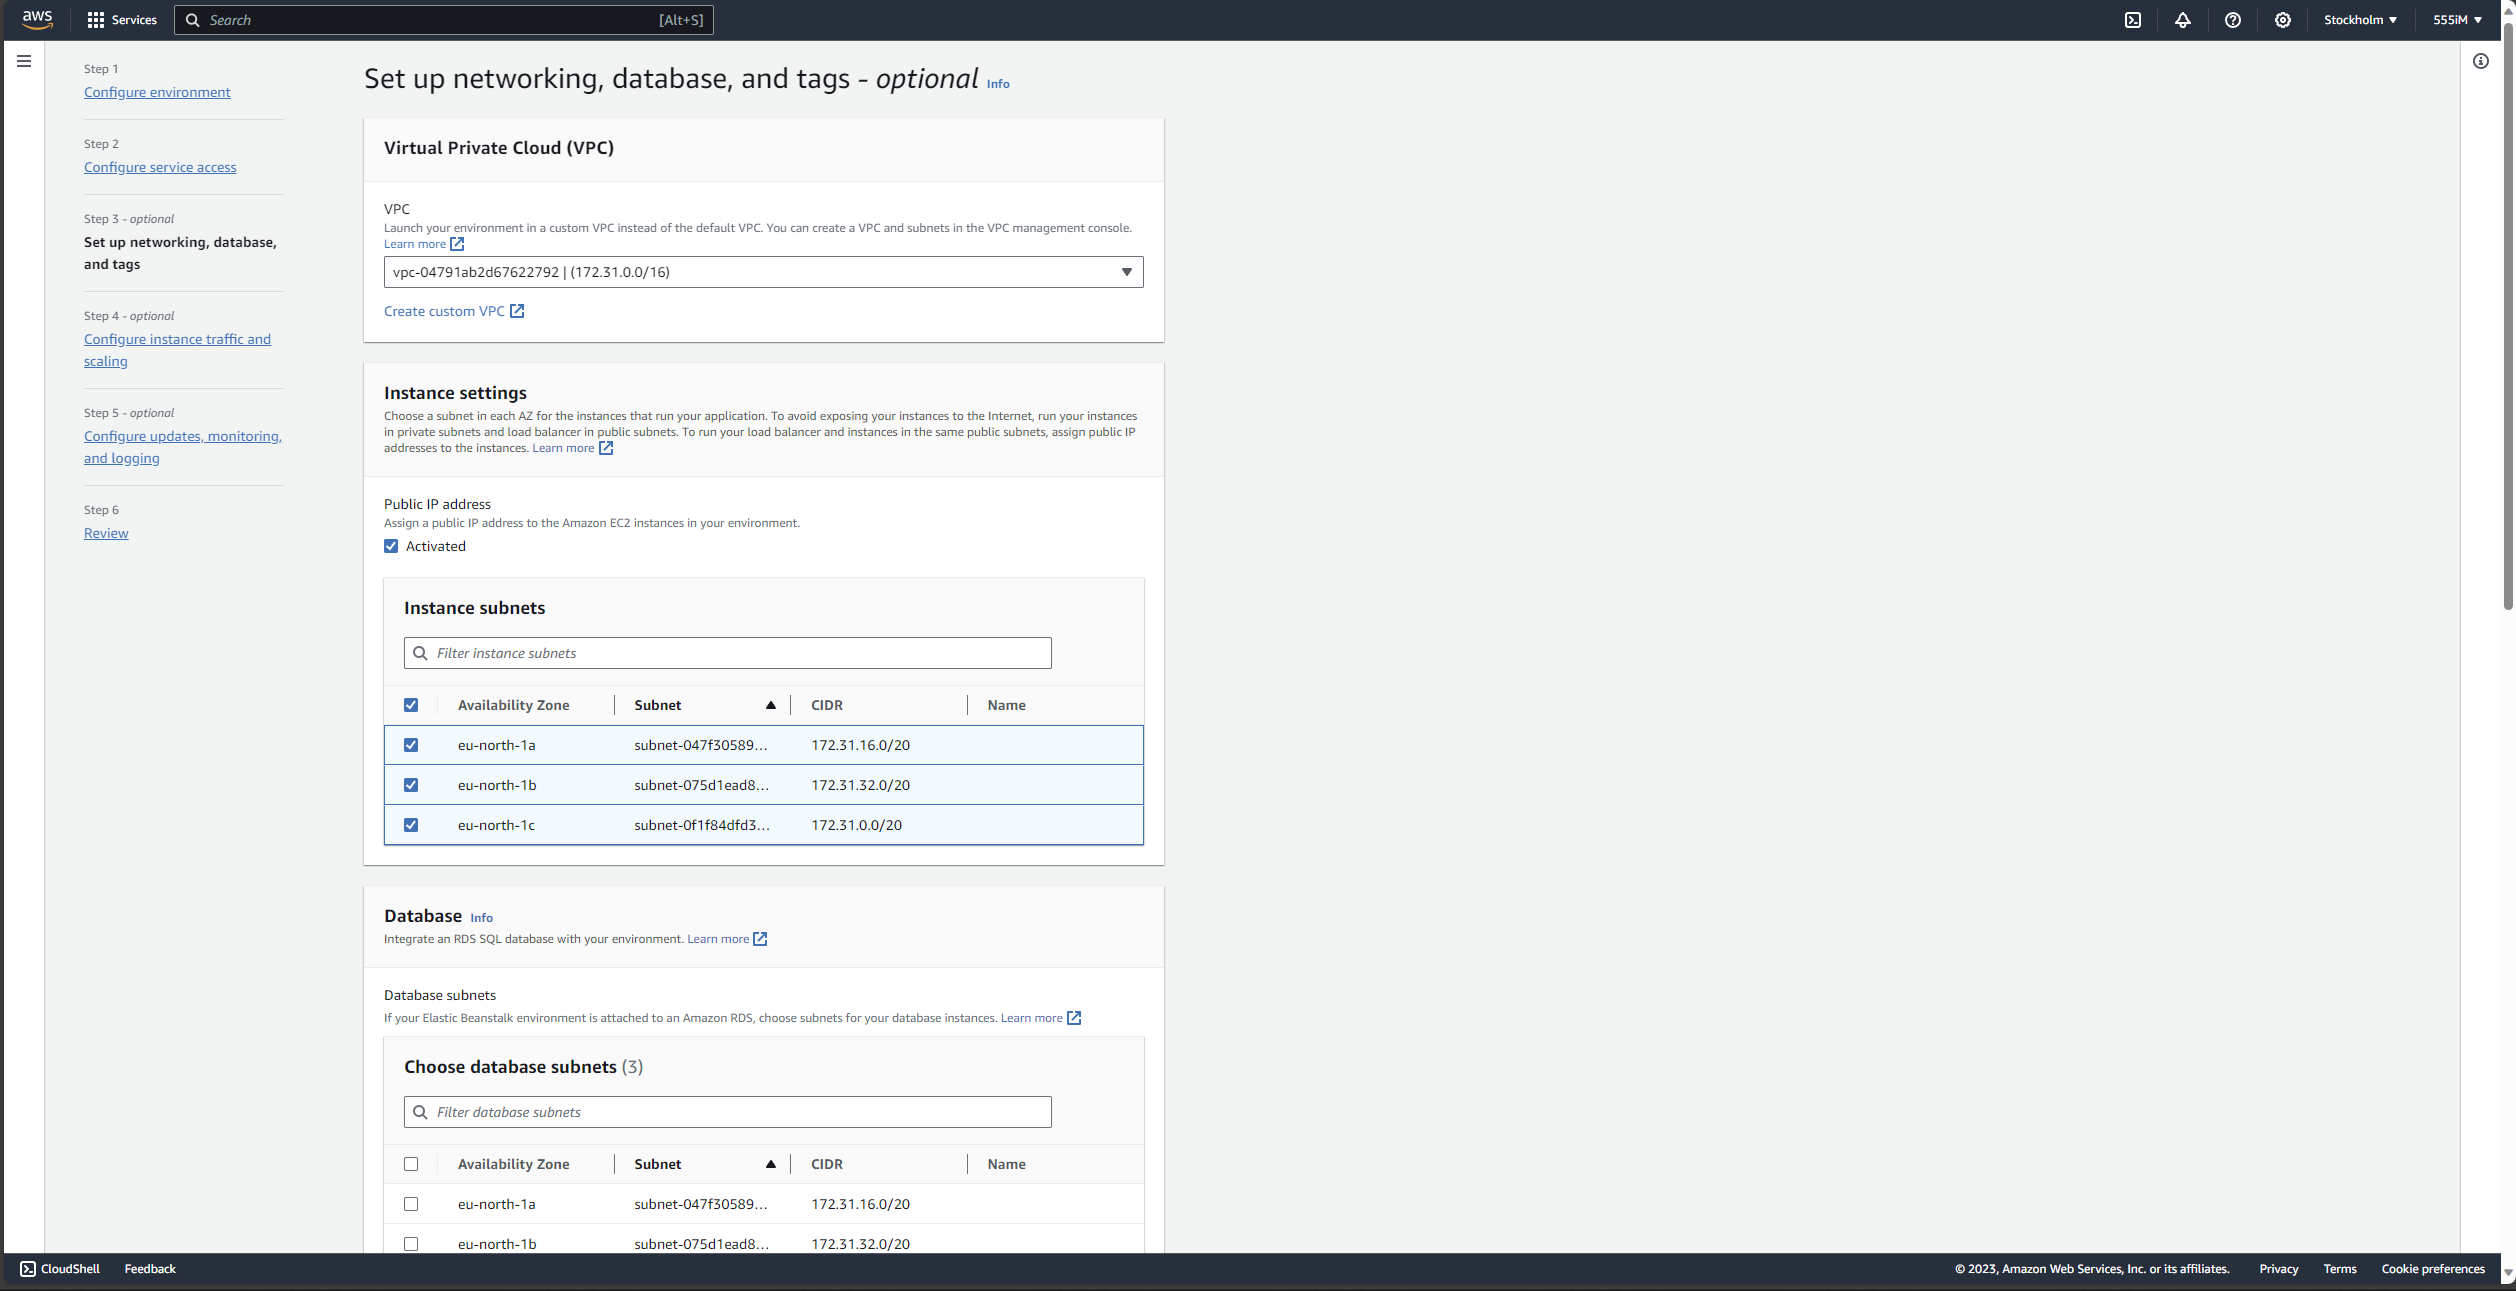 aws
Services
Search
[Alt+S]
Stockholm
555iM
Step 1
Configure environment
Step 2
Configure service access
Step 3 - optional
Set up networking, database,
and tags
Step 4 - optional
Configure instance traffic and
scaling
Step 5 - optional
Configure updates, monitoring,
and logging
Step 6
Review
Set up networking, database, and tags - optional Info
Virtual Private Cloud (VPC)
VPC
Launch your environment in a custom VPC instead of the default VPC. You can create a VPC and subnets in the VPC management console.
Learn more
vpc-04791ab2d67622792 | (172.31.0.0/16)
Create custom VPC
Instance settings
Choose a subnet in each AZ for the instances that run your application. To avoid exposing your instances to the Internet, run your instances
in private subnets and load balancer in public subnets. To run your load balancer and instances in the same public subnets, assign public IP
addresses to the instances. Learn more
Public IP address
Assign a public IP address to the Amazon EC2 instances in your environment.
Activated
Instance subnets
Filter instance subnets
Availability Zone Subnet CIDR Name
eu-north-1a subnet-047f30589... 172.31.16.0/20
eu-north-1b subnet-075d1ead8... 172.31.32.0/20
eu-north-1c subnet-0f1f84dfd3... 172.31.0.0/20
Database Info
Integrate an RDS SQL database with your environment. Learn more
Database subnets
If your Elastic Beanstalk environment is attached to an Amazon RDS, choose subnets for your database instances. Learn more
Choose database subnets (3)
Filter database subnets
Availability Zone Subnet CIDR Name
eu-north-1a subnet-047f30589... 172.31.16.0/20
eu-north-1b subnet-075d1ead8... 172.31.32.0/20
CloudShell
Feedback
© 2023, Amazon Web Services, Inc. or its affiliates.
Privacy
Terms
Cookie preferences